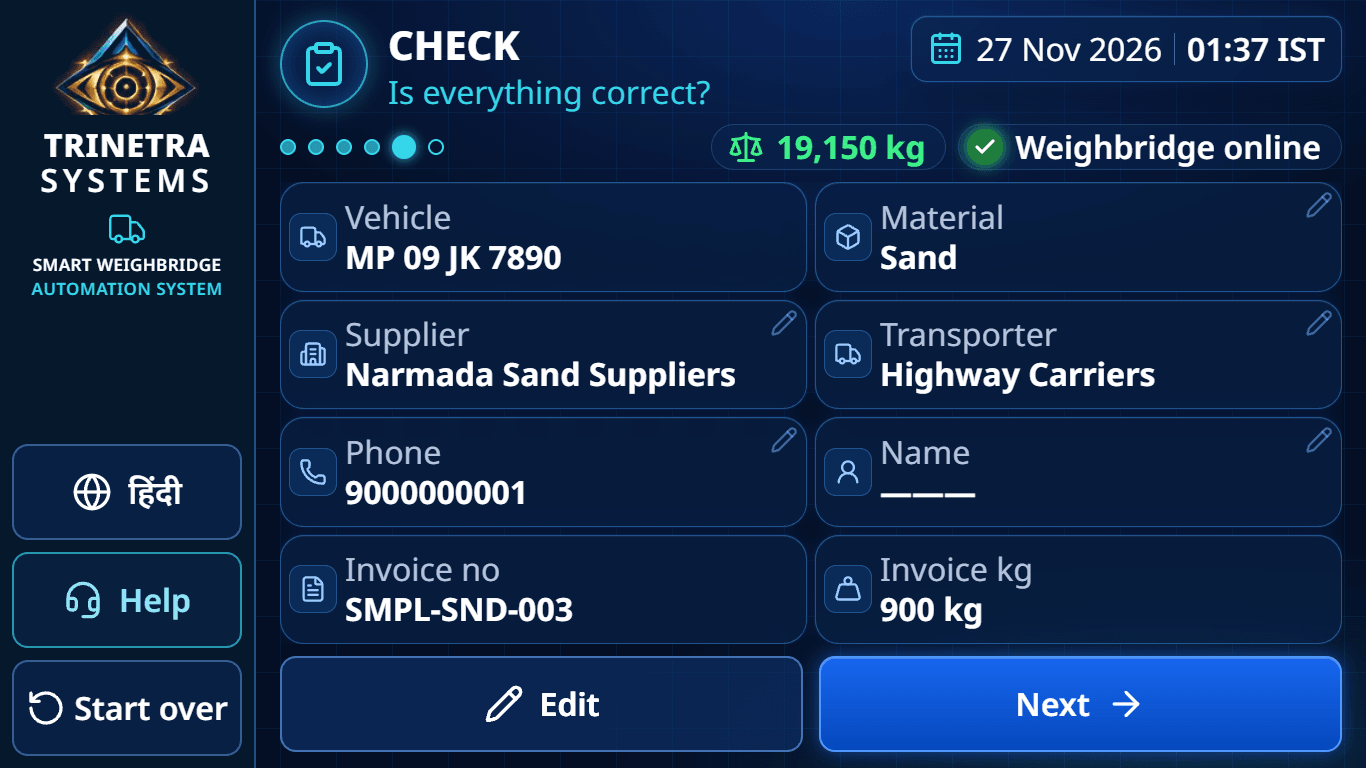 TRINETRA
SYSTEMS
SMART WEIGHBRIDGE
AUTOMATION SYSTEM
हिंदी
Help
Start over
CHECK
Is everything correct?
27 Nov 2026 01:37 IST
19,150 kg
Weighbridge online
Vehicle
MP 09 JK 7890
Material
Sand
Supplier
Narmada Sand Suppliers
Transporter
Highway Carriers
Phone
9000000001
Name
———
Invoice no
SMPL-SND-003
Invoice kg
900 kg
Edit
Next